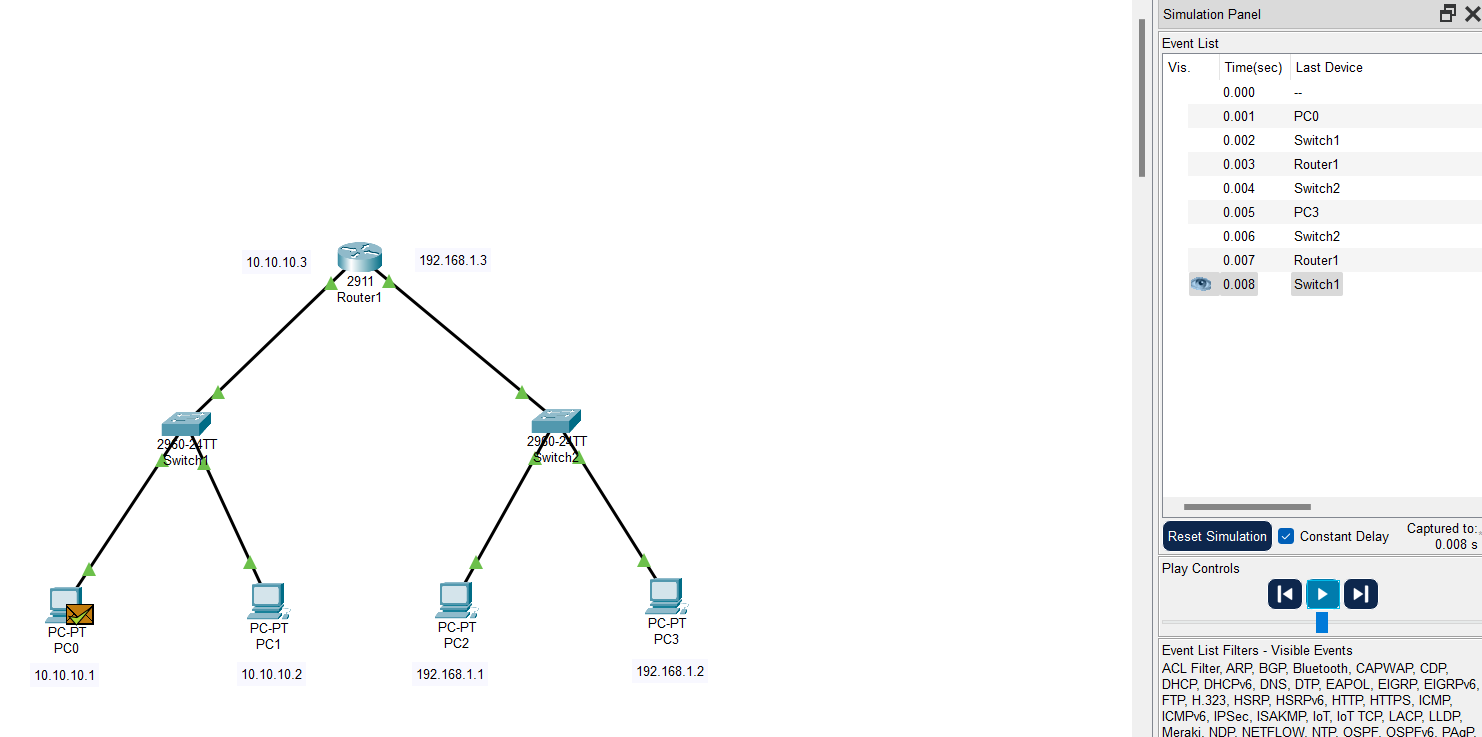 10.10.10.3
192.168.1.3
2911
Router1
2960-24TT
Switch1
2960-24TT
Switch2
PC-PT
PC0
10.10.10.1
PC-PT
PC1
10.10.10.2
PC-PT
PC2
192.168.1.1
PC-PT
PC3
192.168.1.2
Simulation Panel
Event List
Vis. Time(sec) Last Device
0.000 --
0.001 PC0
0.002 Switch1
0.003 Router1
0.004 Switch2
0.005 PC3
0.006 Switch2
0.007 Router1
0.008 Switch1
Reset Simulation Constant Delay Captured to:
0.008 s
Play Controls
Event List Filters - Visible Events
ACL Filter, ARP, BGP, Bluetooth, CAPWAP, CDP,
DHCP, DHCPv6, DNS, DTP, EAPOL, EIGRP, EIGRPv6,
FTP, H.323, HSRP, HSRPv6, HTTP, HTTPS, ICMP,
ICMPv6, IPSec, ISAKMP, IoT, IoT TCP, LACP, LLDP,
Meraki, NDP, NETFLOW, NTP, OSPF, OSPFv6, PAgP,